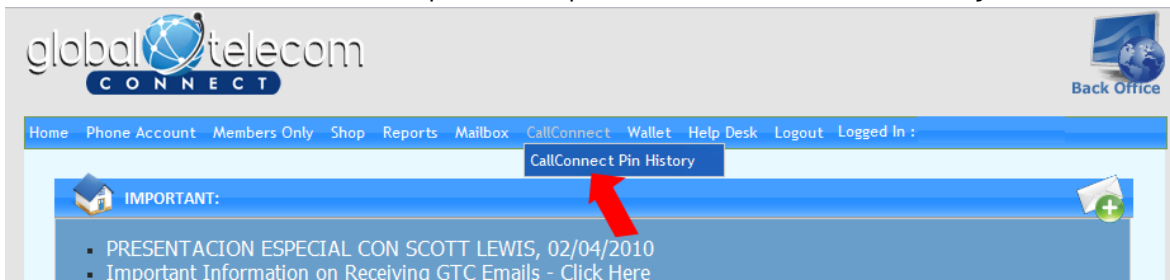 global telecom
CONNECT
Back Office
Home Phone Account Members Only Shop Reports Mailbox CallConnect Wallet Help Desk Logout Logged In :
CallConnect Pin History
IMPORTANT:
PRESENTACION ESPECIAL CON SCOTT LEWIS, 02/04/2010
Important Information on Receiving GTC Emails - Click Here